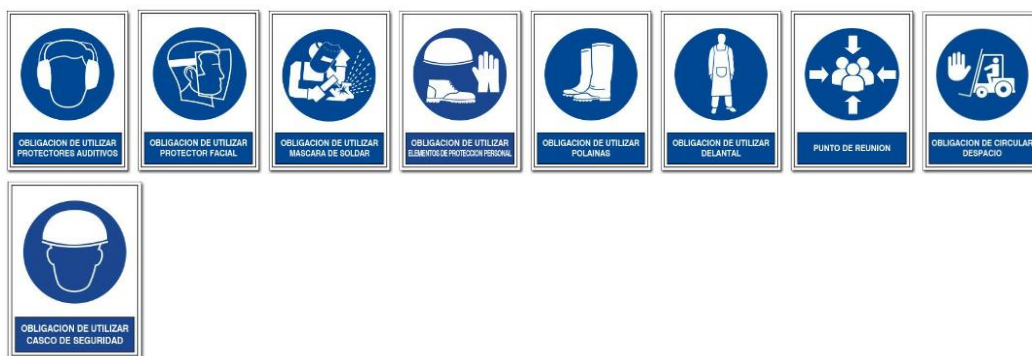 OBLIGACION DE UTILIZAR
PROTECTORES AUDITIVOS
OBLIGACION DE UTILIZAR
PROTECTOR FACIAL
OBLIGACION DE UTILIZAR
MASCARA DE SOLDAR
OBLIGACION DE UTILIZAR
ELEMENTOS DE PROTECCION PERSONAL
OBLIGACION DE UTILIZAR
POLAINAS
OBLIGACION DE UTILIZAR
DELANTAL
PUNTO DE REUNION
OBLIGACION DE CIRCULAR
DESPACIO
OBLIGACION DE UTILIZAR
CASCO DE SEGURIDAD